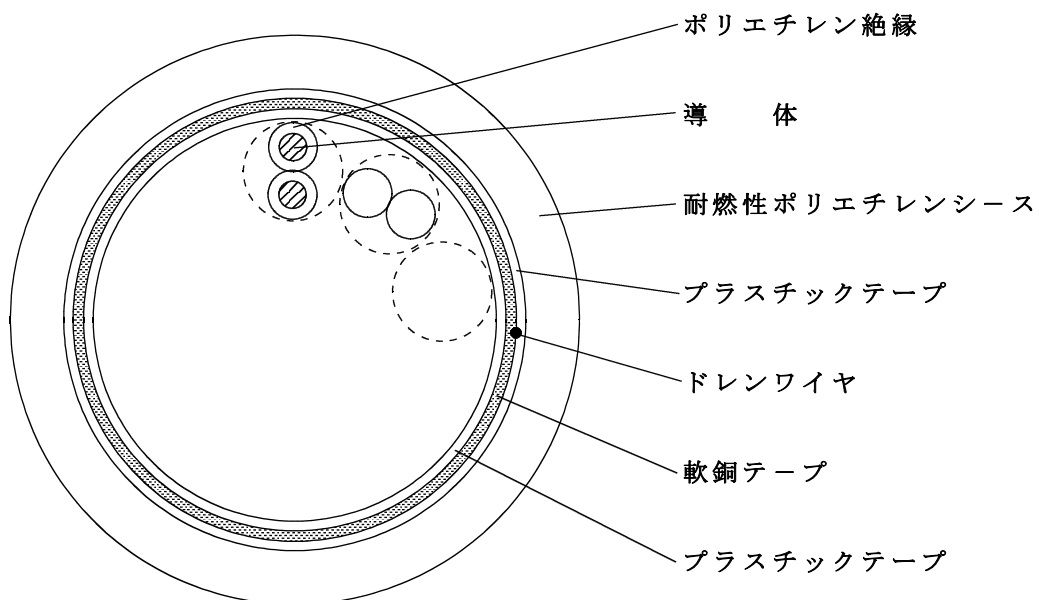 ポリエチレン絶縁
導　　体
耐燃性ポリエチレンシース
プラスチックテープ
ドレンワイヤ
軟銅テープ
プラスチックテープ